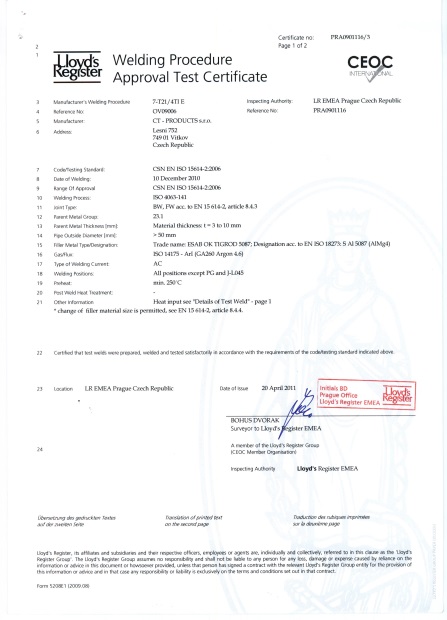 Certificate no: PRA0901116/3
Page 1 of 2
2
1
Lloyd's
Register
Welding Procedure
Approval Test Certificate
CEOC
INTERNATIONAL
3 Manufacturer's Welding Procedure 7-T21/4TI E Inspecting Authority: LR EMEA Prague Czech Republic
4 Reference No: OV09006 Reference No: PRA0901116
5 Manufacturer: CT - PRODUCTS s.r.o.
6 Address: Lesní 752
749 01 Vítkov
Czech Republic
7 Code/Testing Standard: CSN EN ISO 15614-2:2006
8 Date of Welding: 10 December 2010
9 Range Of Approval CSN EN ISO 15614-2:2006
10 Welding Process: ISO 4063-141
11 Joint Type: BW, FW acc. to EN 15 614-2, article 8.4.3
12 Parent Metal Group: 23.1
13 Parent Metal Thickness [mm] Material thickness: t = 3 to 10 mm
14 Pipe Outside Diameter [mm]: > 50 mm
15 Filler Metal Type/Designation: Trade name: ESAB OK TIGROD 5087; Designation acc. to EN ISO 18273: S Al 5087 (AlMg4)
16 Gas/Flux: ISO 14175 - ArI (GA260 Argon 4.6)
17 Type of Welding Current: AC
18 Welding Positions: All positions except PG and J-L045
19 Preheat: min. 250°C
20 Post Weld Heat Treatment: -
21 Other Information: Heat input see "Details of Test Weld" - page 1
* change of filler material size is permitted, see EN 15 614-2, article 8.4.4.
22 Certified that test welds were prepared, welded and tested satisfactorily in accordance with the requirements of the code/testing standard indicated above.
23 Location LR EMEA Prague Czech Republic Date of issue 20 April 2011
Initials BD
Prague Office
Lloyd's Register EMEA
Lloyd's
Register
BOHUS DVORAK
Surveyor to Lloyd's Register EMEA
24
A member of the Lloyd's Register Group
(CEOC Member Organisation)
Inspecting Authority Lloyd's Register EMEA
Übersetzung des gedruckten Textes Translation of printed text Traduction des rubriques imprimées
auf der zweiten Seite on the second page sur la deuxième page
Lloyd's Register, its affiliates and subsidiaries and their respective officers, employees or agents are, individually and collectively, referred to in this clause as the 'Lloyd's
Register Group'. The Lloyd's Register Group assumes no responsibility and shall not be liable to any person for any loss, damage or expense caused by reliance on the
information or advice in this document or howsoever provided, unless that person has signed a contract with the relevant Lloyd's Register Group entity for the provision of
this information or advice and in that case any responsibility or liability is exclusively on the terms and conditions set out in that contract.
Form 5208E1 (2009.08)